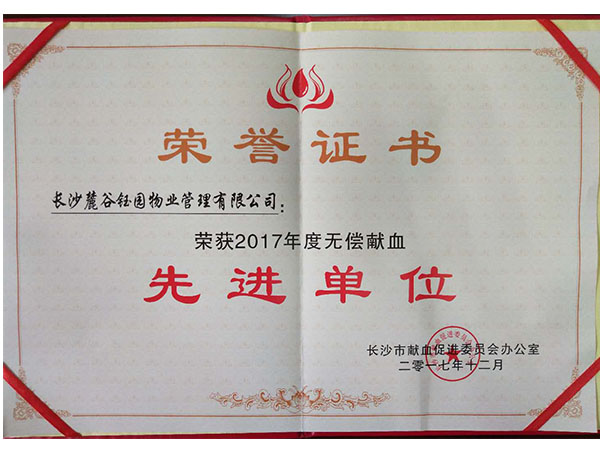 荣誉证书
长沙麓谷钰园物业管理有限公司：
荣获2017年度无偿献血
先进单位
长沙市献血促进委员会办公室
二零一七年十二月